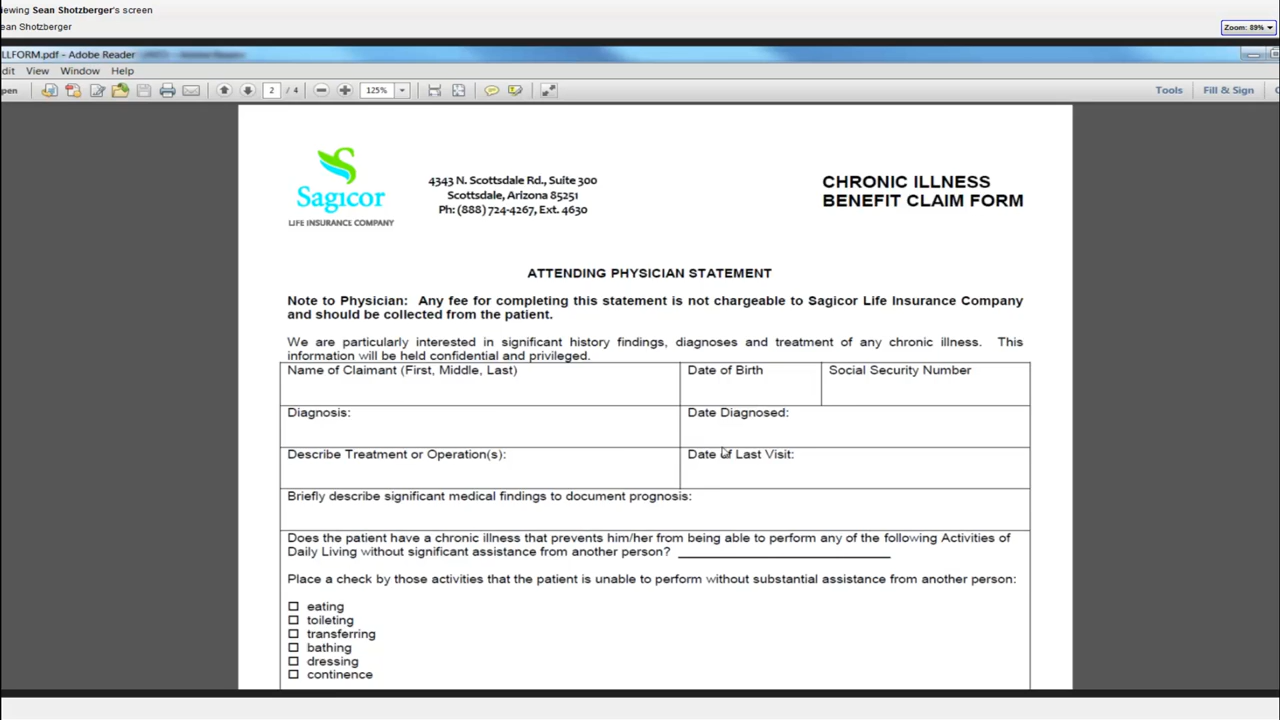 iewing Sean Shotzberger's screen
ean Shotzberger
Zoom: 89%
LLFORM.pdf - Adobe Reader
dit View Window Help
pen 2 / 4 125% Tools Fill & Sign
Sagicor
LIFE INSURANCE COMPANY
4343 N. Scottsdale Rd., Suite 300
Scottsdale, Arizona 85251
Ph: (888) 724-4267, Ext. 4630
CHRONIC ILLNESS
BENEFIT CLAIM FORM
ATTENDING PHYSICIAN STATEMENT
Note to Physician: Any fee for completing this statement is not chargeable to Sagicor Life Insurance Company
and should be collected from the patient.
We are particularly interested in significant history findings, diagnoses and treatment of any chronic illness. This
information will be held confidential and privileged.
Name of Claimant (First, Middle, Last) Date of Birth Social Security Number
Diagnosis: Date Diagnosed:
Describe Treatment or Operation(s): Date of Last Visit:
Briefly describe significant medical findings to document prognosis:
Does the patient have a chronic illness that prevents him/her from being able to perform any of the following Activities of
Daily Living without significant assistance from another person?
Place a check by those activities that the patient is unable to perform without substantial assistance from another person:
eating
toileting
transferring
bathing
dressing
continence